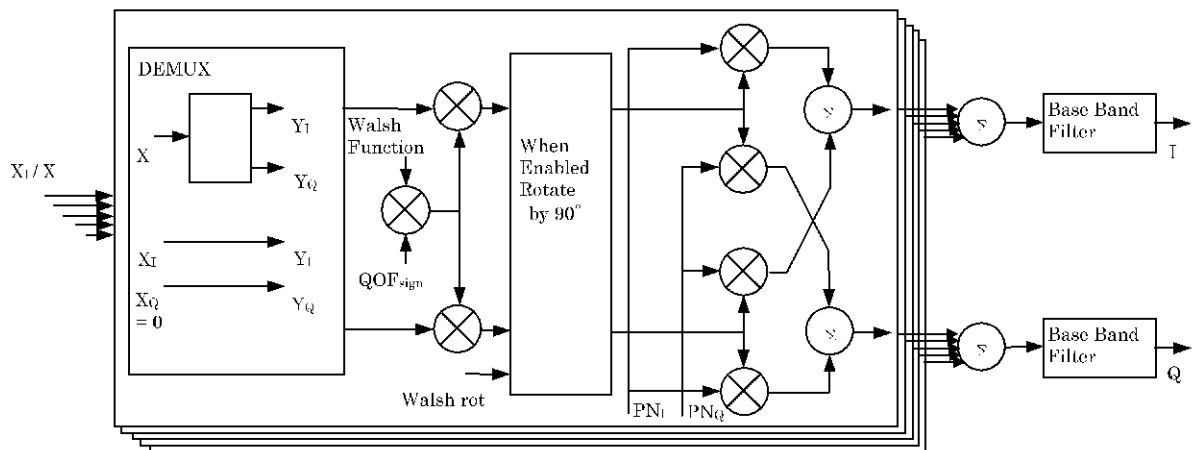 DEMUX
X
Y_I
Y_Q
X_I / X
X_I
Y_I
X_Q
= 0
Y_Q
Walsh
Function
QOF_sign
Walsh rot
When
Enabled
Rotate
by 90°
PN_I
PN_Q
Σ
Σ
Σ
Σ
Base Band
Filter
I
Base Band
Filter
Q